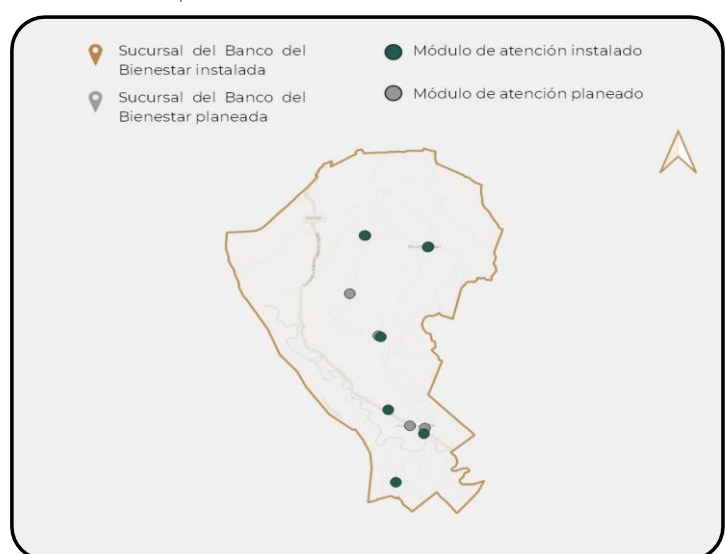 Sucursal del Banco del
Bienestar instalada
Sucursal del Banco del
Bienestar planeada
Módulo de atención instalado
Módulo de atención planeado